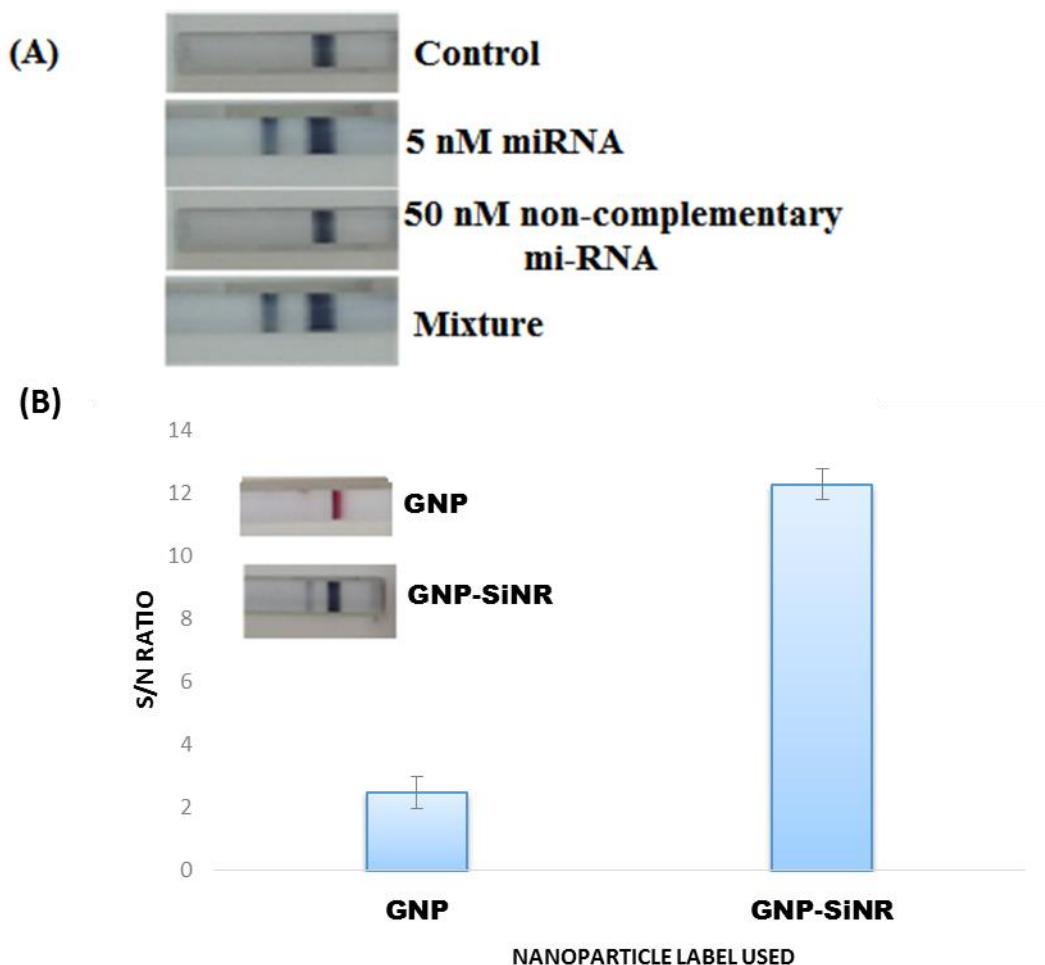 (A)
Control
5 nM miRNA
50 nM non-complementary
mi-RNA
Mixture
(B)
14
12
10
8
6
4
2
0
S/N RATIO
GNP
GNP-SiNR
GNP
GNP-SiNR
NANOPARTICLE LABEL USED